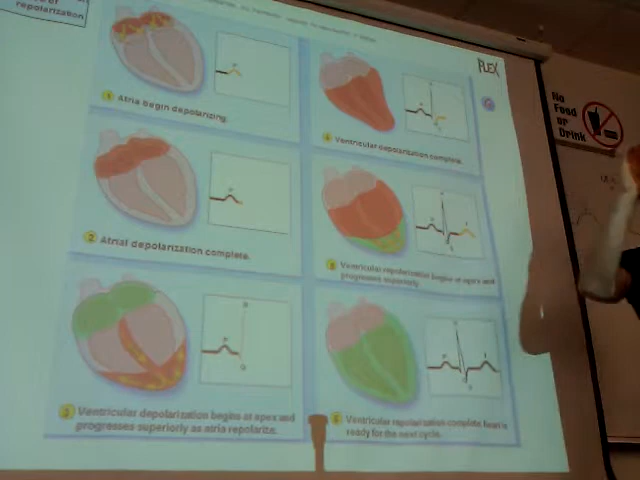 repolarization
PLEX
No
Food
or
Drink
1 Atria begin depolarizing.
2 Atrial depolarization complete.
3 Ventricular depolarization begins at apex and
progresses superiorly as atria repolarize.
4 Ventricular depolarization complete.
5 Ventricular repolarization begins at apex and
progresses superiorly.
6 Ventricular repolarization complete; heart is
ready for the next cycle.